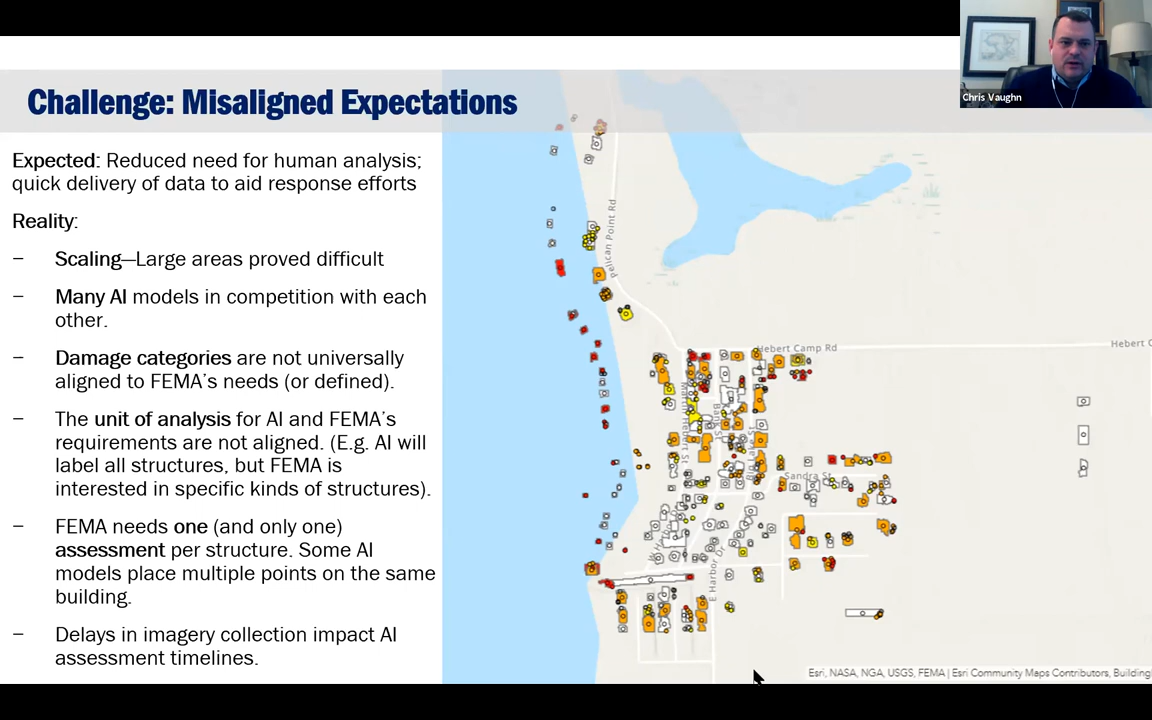 Chris Vaughn
Challenge: Misaligned Expectations
Expected: Reduced need for human analysis;
quick delivery of data to aid response efforts
Reality:
– Scaling—Large areas proved difficult
– Many AI models in competition with each
other.
– Damage categories are not universally
aligned to FEMA's needs (or defined).
– The unit of analysis for AI and FEMA's
requirements are not aligned. (E.g. AI will
label all structures, but FEMA is
interested in specific kinds of structures).
– FEMA needs one (and only one)
assessment per structure. Some AI
models place multiple points on the same
building.
– Delays in imagery collection impact AI
assessment timelines.
Pelican Point Rd
Hebert Camp Rd
Hebert C
Sandra St
E Harbor Dr
Esri, NASA, NGA, USGS, FEMA | Esri Community Maps Contributors, Building